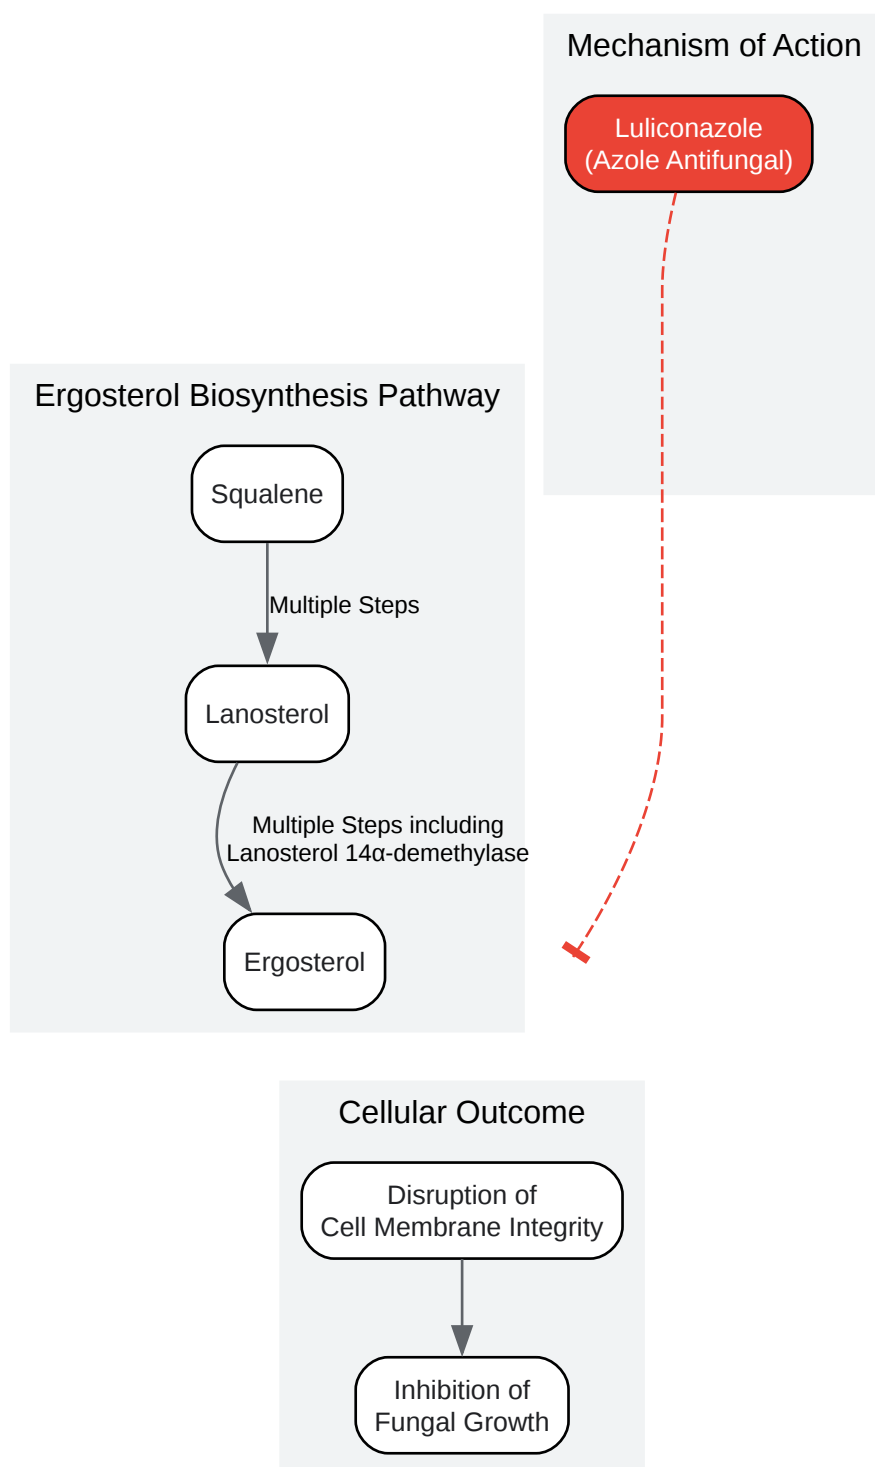 Mechanism of Action
Luliconazole
(Azole Antifungal)
Ergosterol Biosynthesis Pathway
Squalene
Multiple Steps
Lanosterol
Multiple Steps including
Lanosterol 14α-demethylase
Ergosterol
Cellular Outcome
Disruption of
Cell Membrane Integrity
Inhibition of
Fungal Growth